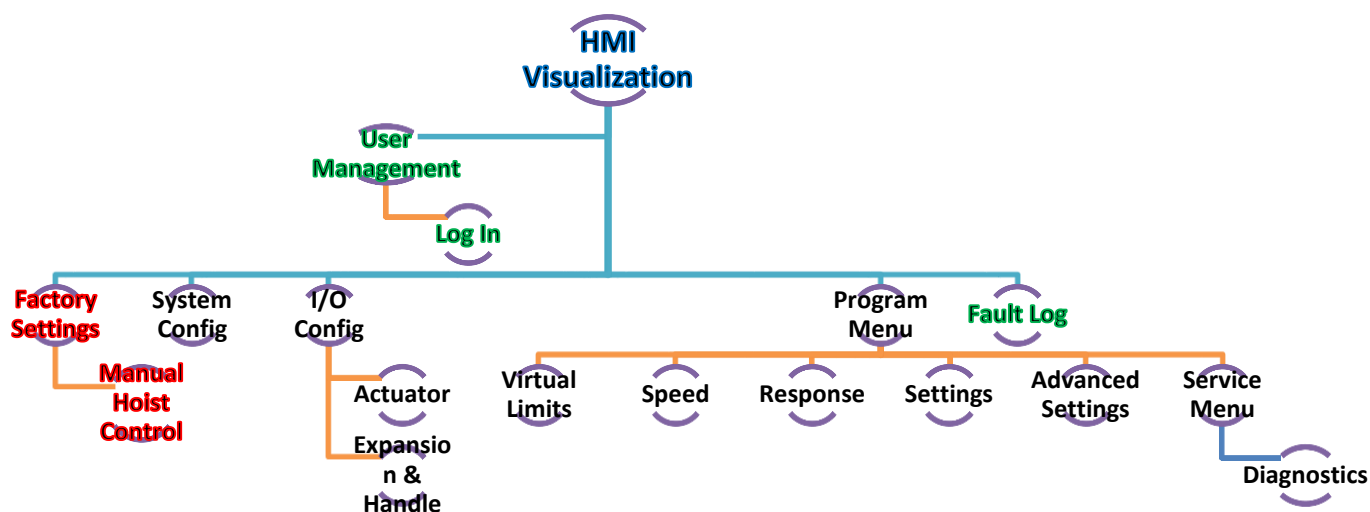 HMI
Visualization
User
Management
Log In
Factory
Settings
System
Config
I/O
Config
Program
Menu
Fault Log
Manual
Hoist
Control
Actuator
Expansio
n &
Handle
Virtual
Limits
Speed
Response
Settings
Advanced
Settings
Service
Menu
Diagnostics